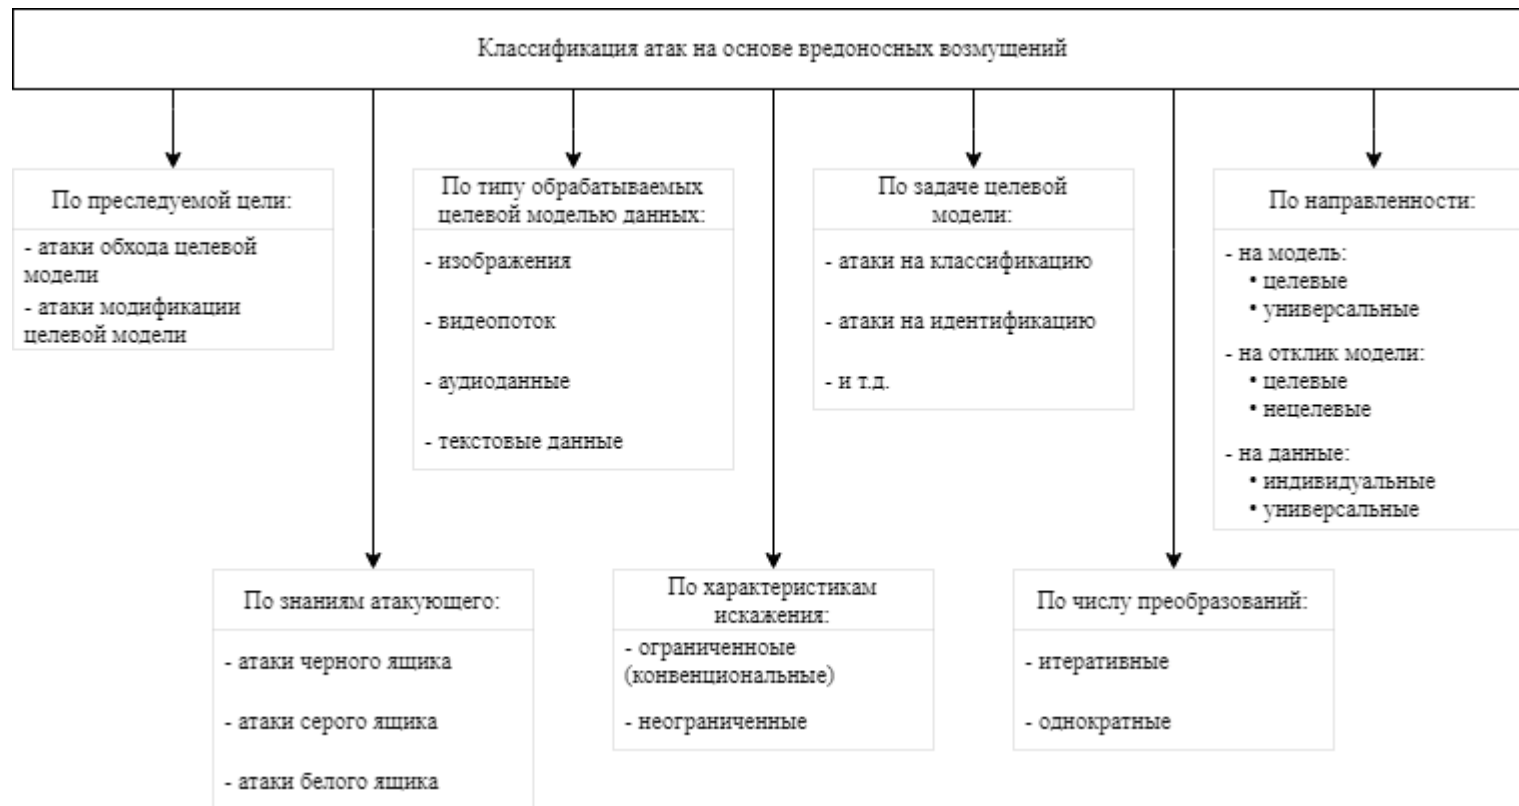 Классификация атак на основе вредоносных возмущений
По преследуемой цели:
- атаки обхода целевой
модели
- атаки модификации
целевой модели
По типу обрабатываемых
целевой моделью данных:
- изображения
- видеопоток
- аудиоданные
- текстовые данные
По задаче целевой
модели:
- атаки на классификацию
- атаки на идентификацию
- и т.д.
По направленности:
- на модель:
• целевые
• универсальные
- на отклик модели:
• целевые
• нецелевые
- на данные:
• индивидуальные
• универсальные
По знаниям атакующего:
- атаки черного ящика
- атаки серого ящика
- атаки белого ящика
По характеристикам
искажения:
- ограниченноые
(конвенциональные)
- неограниченные
По числу преобразований:
- итеративные
- однократные